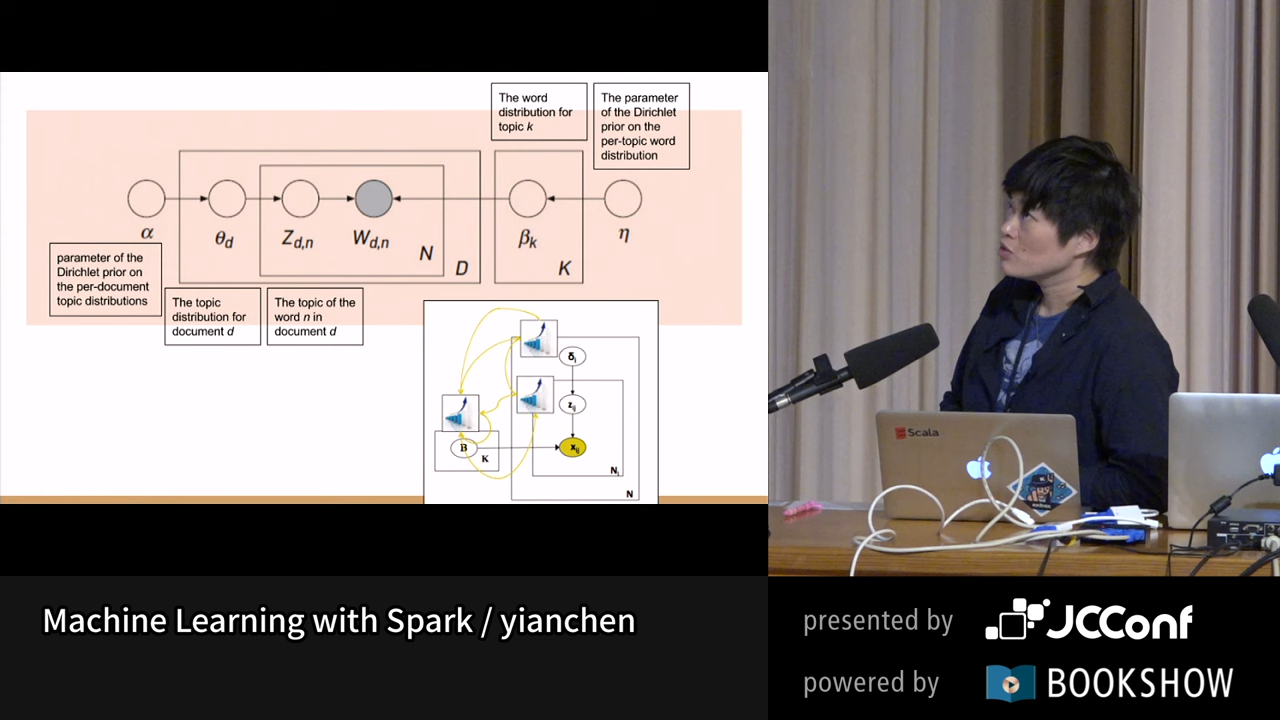 The word
distribution for
topic k
The parameter
of the Dirichlet
prior on the
per-topic word
distribution
α
θd
Zd,n
Wd,n
N
D
βk
K
η
parameter of the
Dirichlet prior on
the per-document
topic distributions
The topic
distribution for
document d
The topic of the
word n in
document d
δi
zij
B
K
xij
Ni
N
Scala
Machine Learning with Spark / yianchen
presented by JCConf
powered by BOOKSHOW